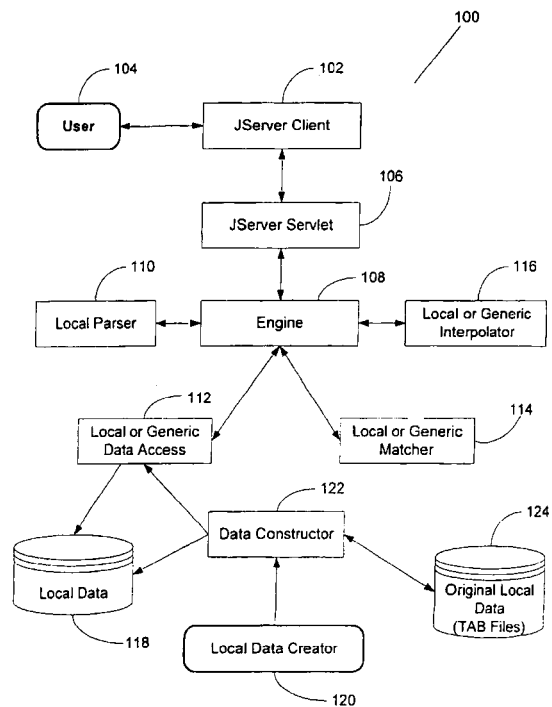 100
104
102
User
JServer Client
106
JServer Servlet
110
108
116
Local Parser
Engine
Local or Generic
Interpolator
112
114
Local or Generic
Data Access
Local or Generic
Matcher
122
124
Data Constructor
Local Data
Original Local
Data
(TAB Files)
118
Local Data Creator
120